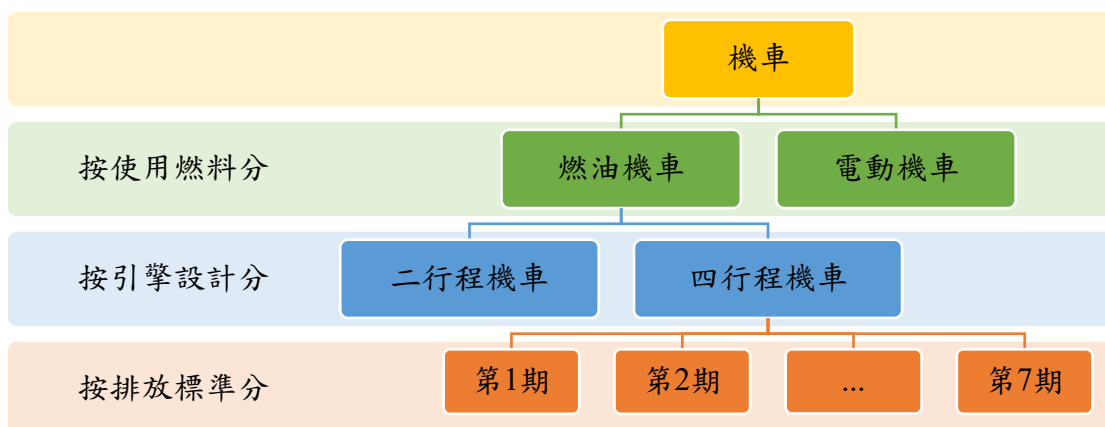 機車
按使用燃料分
燃油機車
電動機車
按引擎設計分
二行程機車
四行程機車
按排放標準分
第1期
第2期
...
第7期